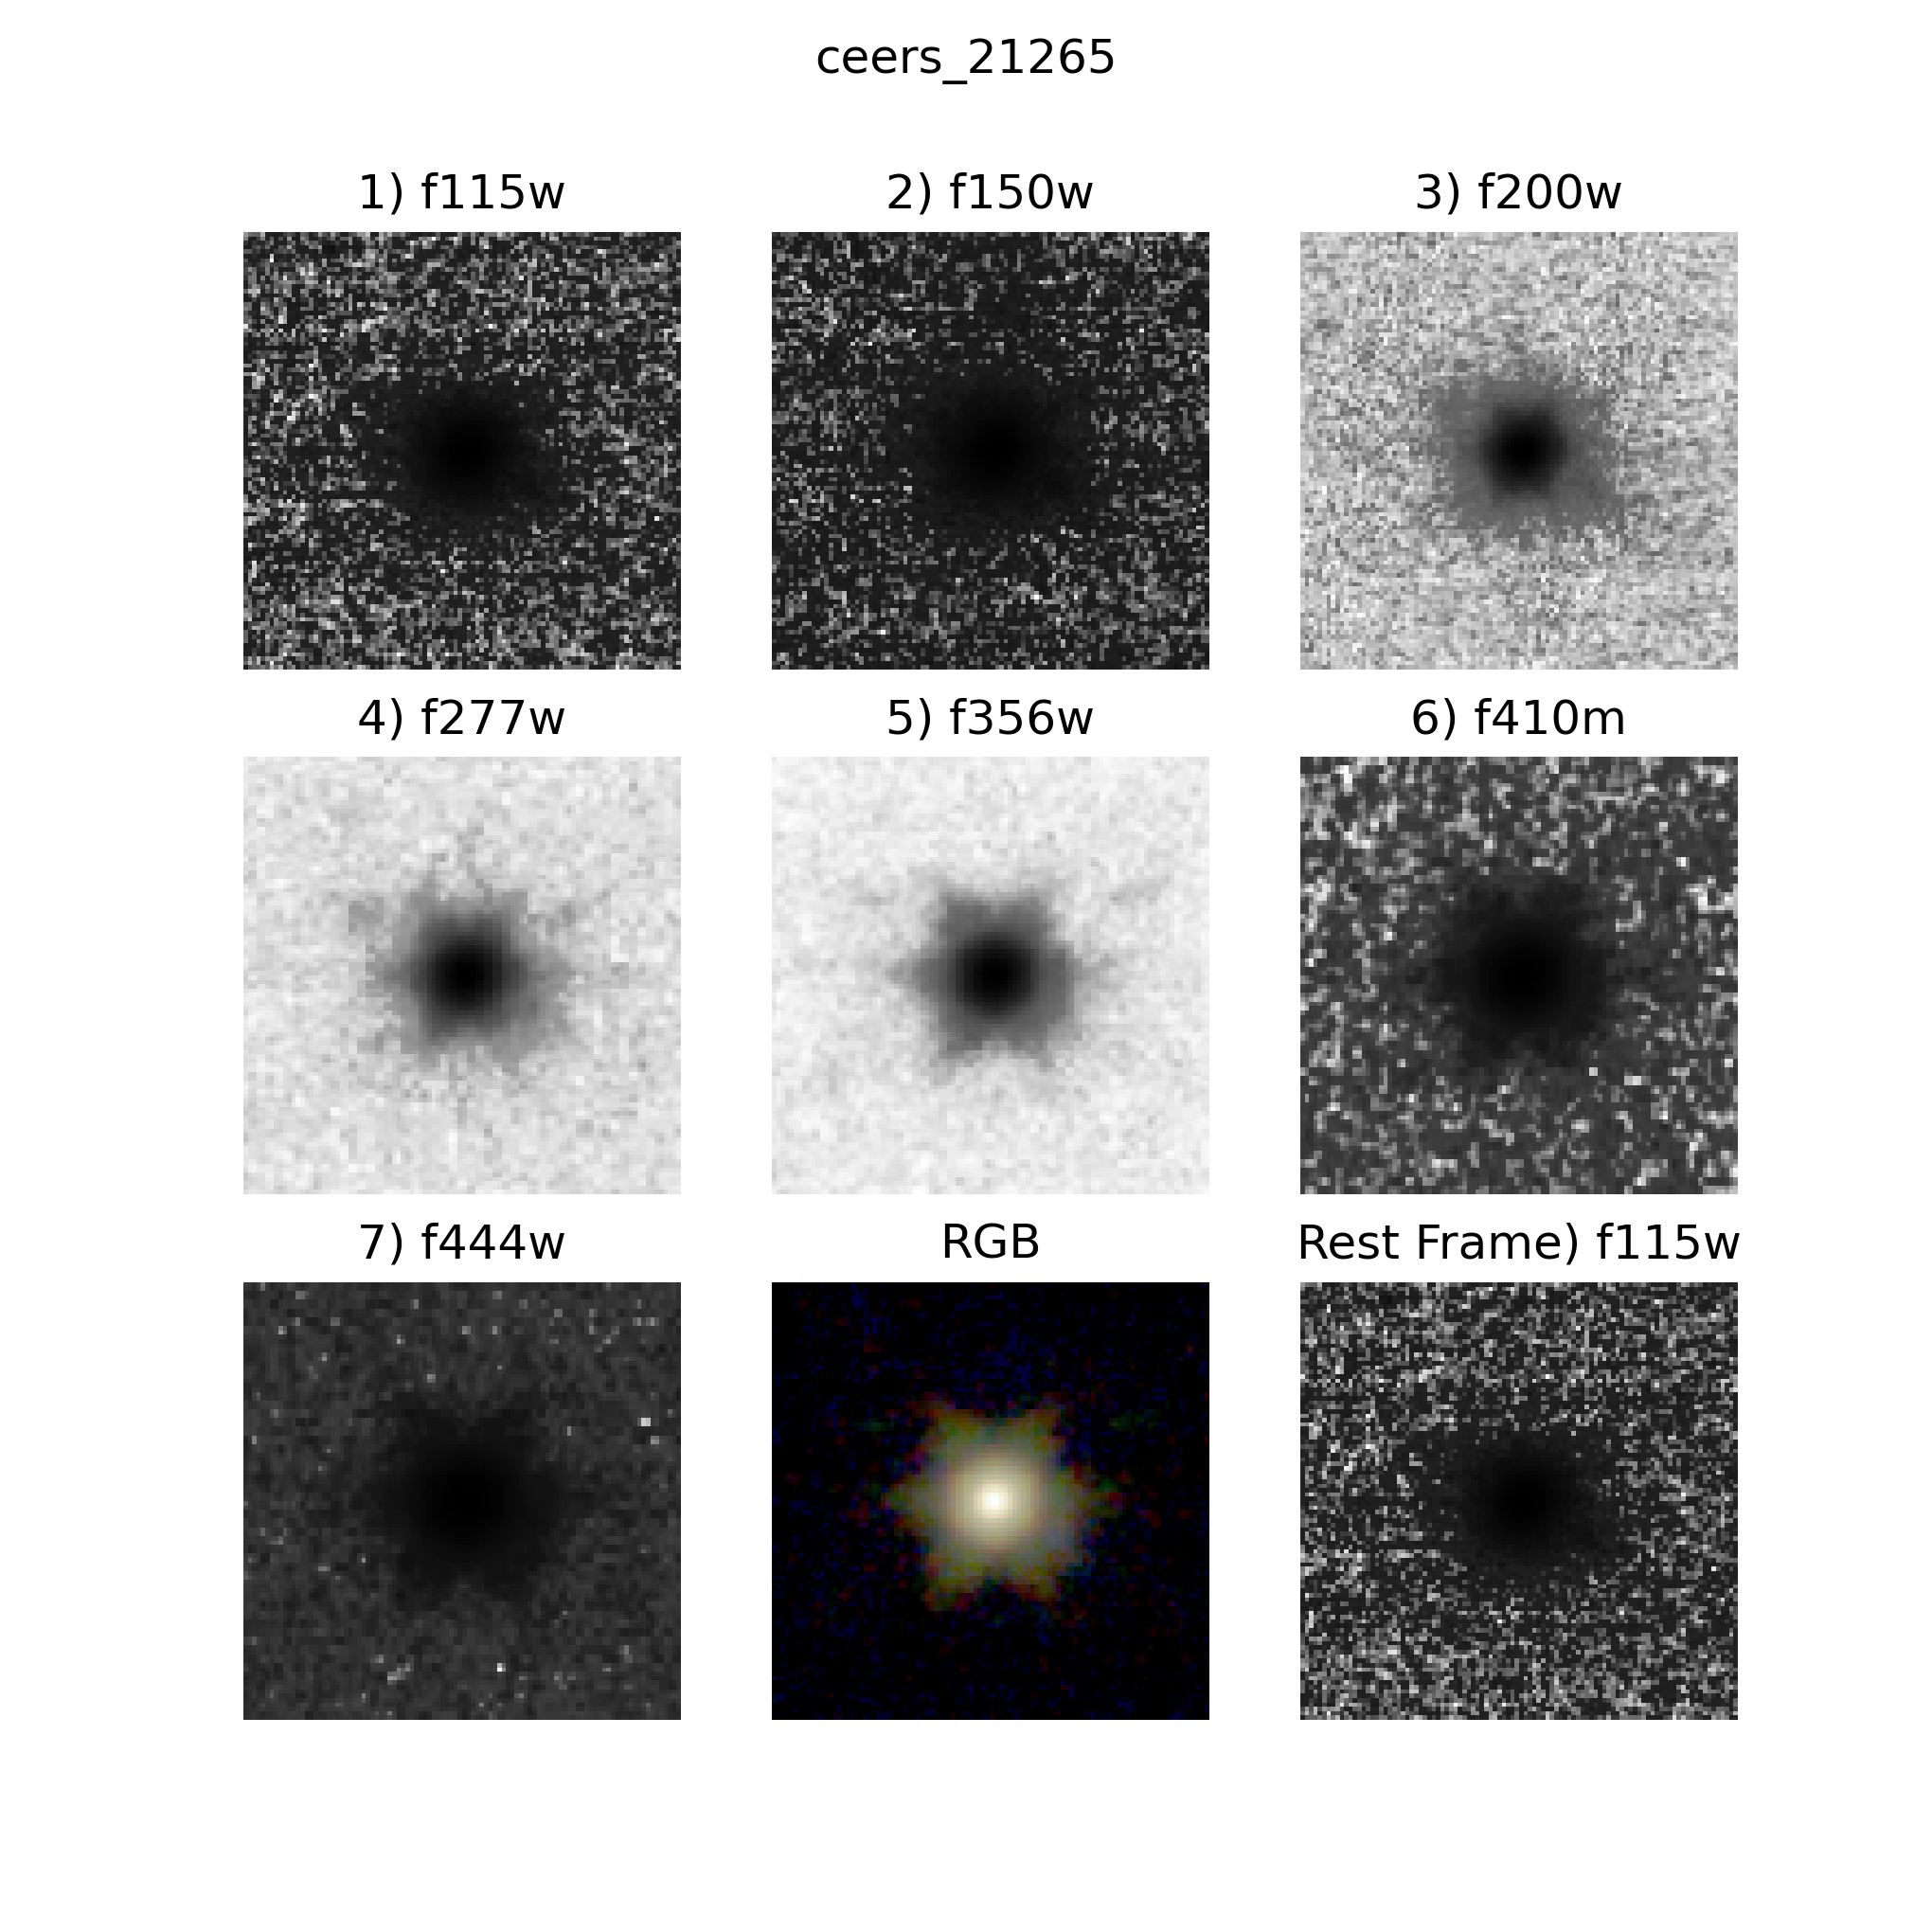 ceers_21265
1) f115w
2) f150w
3) f200w
4) f277w
5) f356w
6) f410m
7) f444w
RGB
Rest Frame) f115w